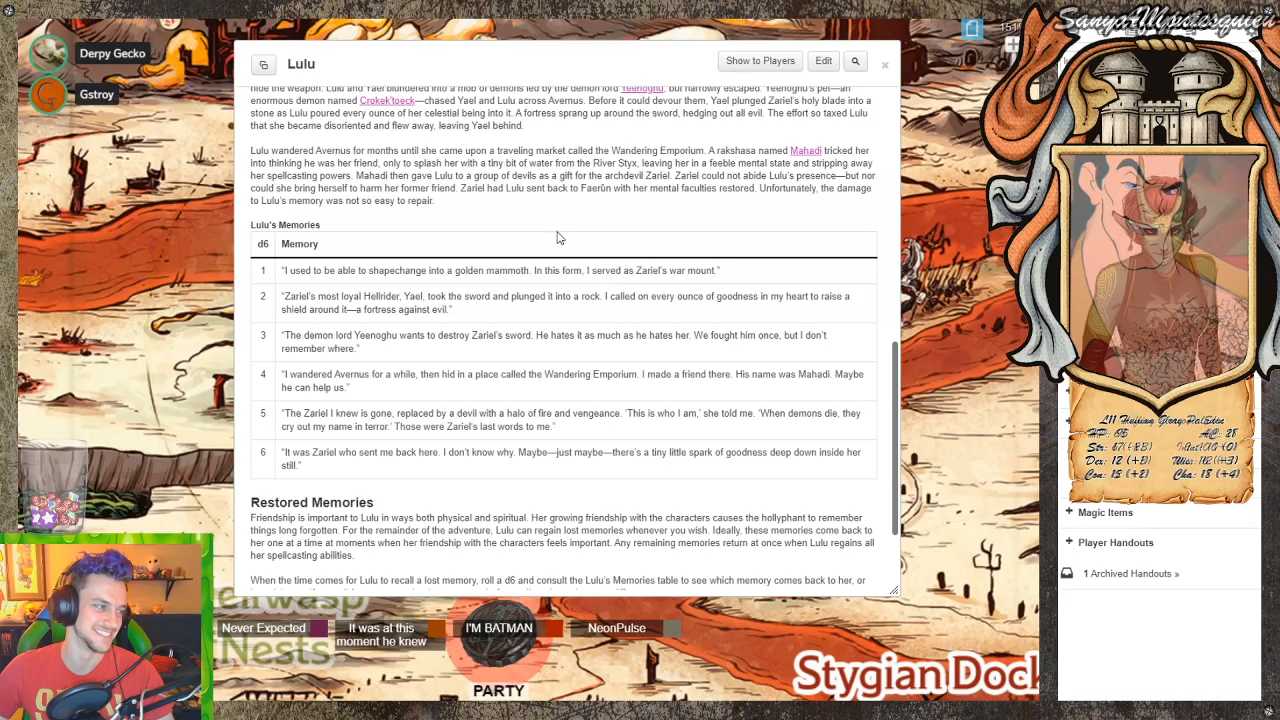 SanyaAMontesquieu
Derpy Gecko
Gstroy
Lulu
Show to Players
Edit
hide the weapon. Lulu and Yael blundered into a mob of demons led by the demon lord Yeenoghu, but narrowly escaped. Yeenoghu's pet—an
enormous demon named Crokek'toeck—chased Yael and Lulu across Avernus. Before it could devour them, Yael plunged Zariel's holy blade into a
stone as Lulu poured every ounce of her celestial being into it. A fortress sprang up around the sword, hedging out all evil. The effort so taxed Lulu
that she became disoriented and flew away, leaving Yael behind.
Lulu wandered Avernus for months until she came upon a traveling market called the Wandering Emporium. A rakshasa named Mahadi tricked her
into thinking he was her friend, only to splash her with a tiny bit of water from the River Styx, leaving her in a feeble mental state and stripping away
her spellcasting powers. Mahadi then gave Lulu to a group of devils as a gift for the archdevil Zariel. Zariel could not abide Lulu's presence—but nor
could she bring herself to harm her former friend. Zariel had Lulu sent back to Faerûn with her mental faculties restored. Unfortunately, the damage
to Lulu's memory was not so easy to repair.
Lulu's Memories
d6 Memory
1 "I used to be able to shapechange into a golden mammoth. In this form, I served as Zariel's war mount."
2 "Zariel's most loyal Hellrider, Yael, took the sword and plunged it into a rock. I called on every ounce of goodness in my heart to raise a
shield around it—a fortress against evil."
3 "The demon lord Yeenoghu wants to destroy Zariel's sword. He hates it as much as he hates her. We fought him once, but I don't
remember where."
4 "I wandered Avernus for a while, then hid in a place called the Wandering Emporium. I made a friend there. His name was Mahadi. Maybe
he can help us."
5 "The Zariel I knew is gone, replaced by a devil with a halo of fire and vengeance. 'This is who I am,' she told me. 'When demons die, they
cry out my name in terror.' Those were Zariel's last words to me."
6 "It was Zariel who sent me back here. I don't know why. Maybe—just maybe—there's a tiny little spark of goodness deep down inside her
still."
Restored Memories
Friendship is important to Lulu in ways both physical and spiritual. Her growing friendship with the characters causes the hollyphant to remember
things long forgotten. For the remainder of the adventure, Lulu can regain lost memories whenever you wish. Ideally, these memories come back to
her one at a time in moments when her friendship with the characters feels important. Any remaining memories return at once when Lulu regains all
her spellcasting abilities.
When the time comes for Lulu to recall a lost memory, roll a d6 and consult the Lulu's Memories table to see which memory comes back to her, or
HP: 95 AC: 28
Dex: 12 (+1)
Con: 15 (+2) Cha: 18 (+4)
Magic Items
Player Handouts
1 Archived Handouts »
Never Expected
It was at this
moment he knew
I'M BATMAN
NeonPulse
Nests
PARTY
Stygian Dock